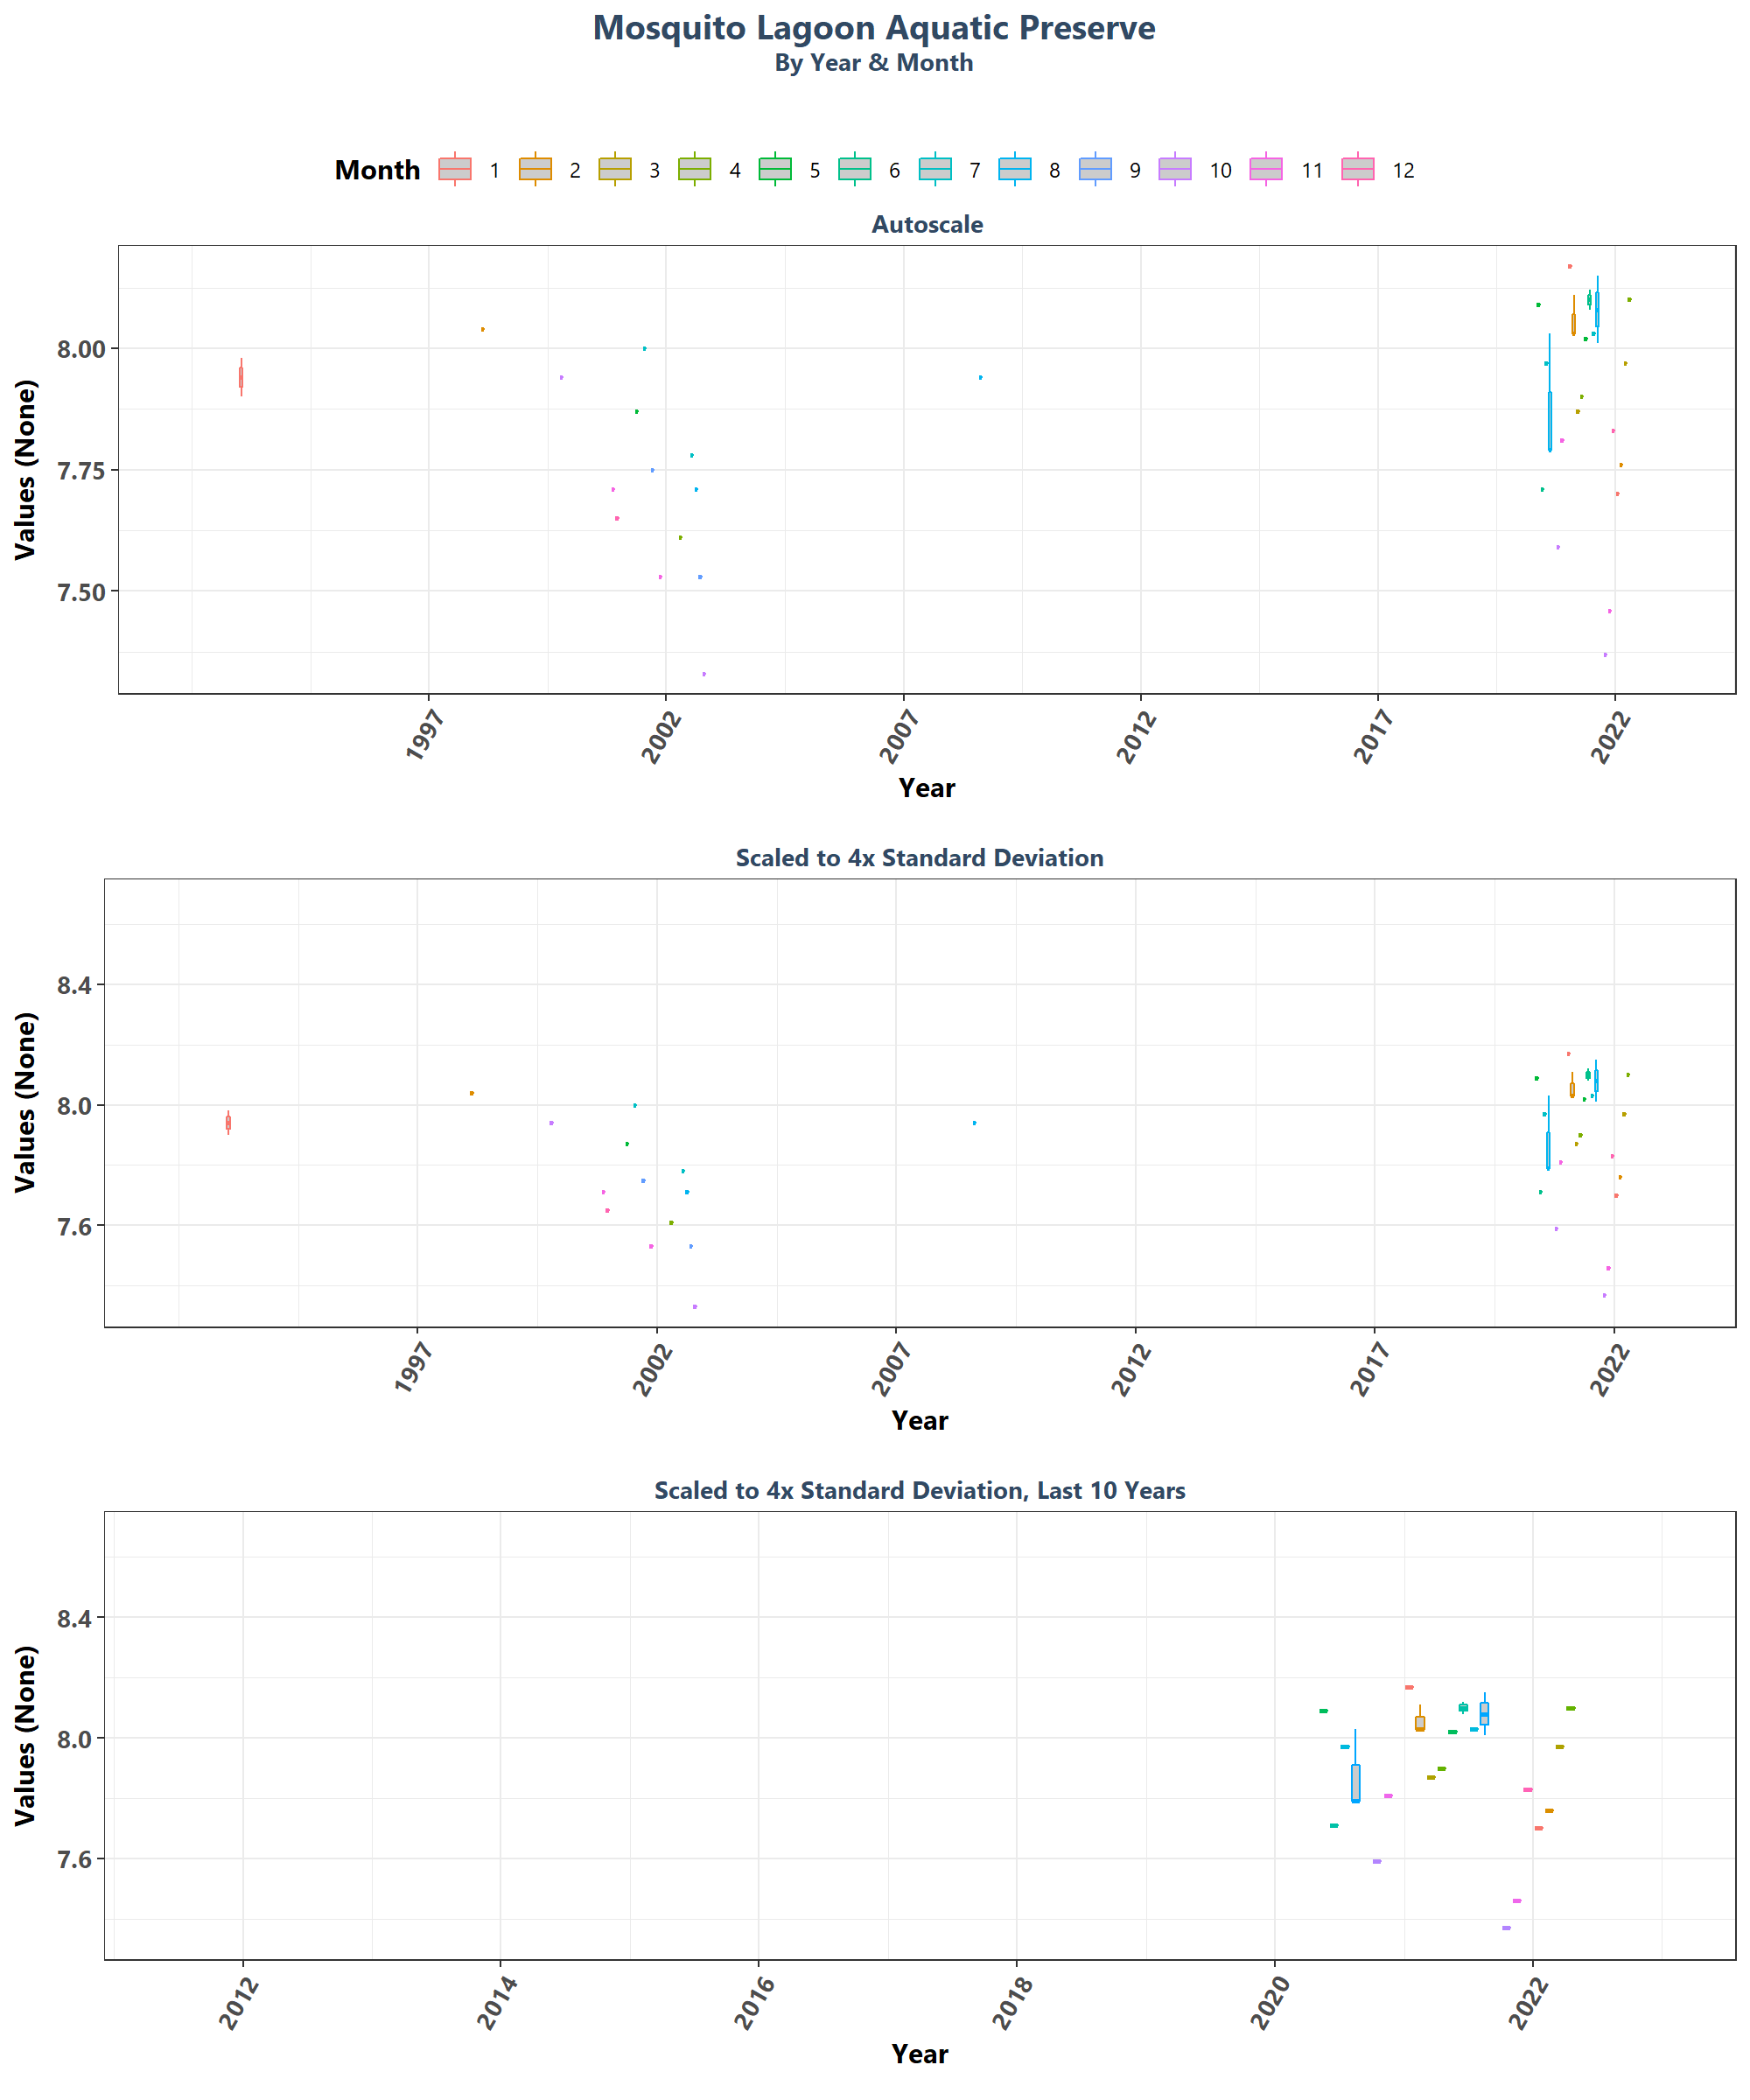 Mosquito Lagoon Aquatic Preserve
By Year & Month
Month 1 2 3 4 5 6 7 8 9 10 11 12
Autoscale
Values (None)
8.00
7.75
7.50
1997 2002 2007 2012 2017 2022
Year
Scaled to 4x Standard Deviation
Values (None)
8.4
8.0
7.6
1997 2002 2007 2012 2017 2022
Year
Scaled to 4x Standard Deviation, Last 10 Years
Values (None)
8.4
8.0
7.6
2012 2014 2016 2018 2020 2022
Year